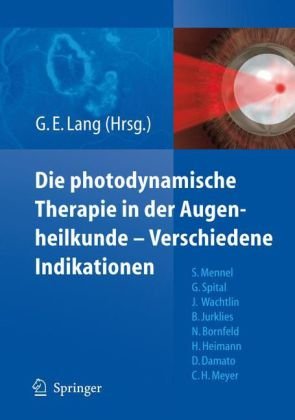 G. E. Lang (Hrsg.)
Die photodynamische
Therapie in der Augen-
heilkunde – Verschiedene
Indikationen
S. Mennel
G. Spital
J. Wachtlin
B. Jurklies
N. Bornfeld
H. Heimann
D. Damato
C. H. Meyer
Springer